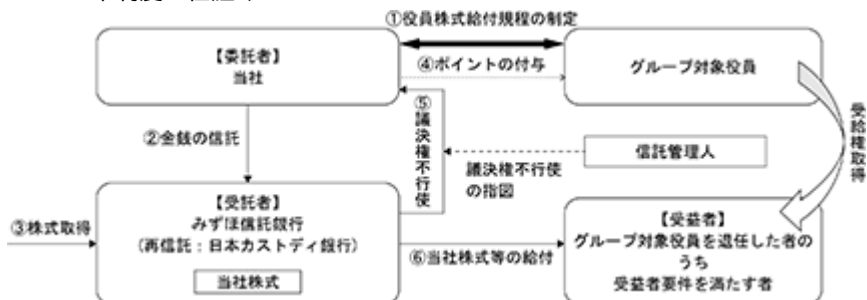 ①役員株式給付規程の制定
【委託者】
当社
④ポイントの付与
グループ対象役員
②金銭の信託
⑤議決権不行使
議決権不行使
の指図
信託管理人
受給権取得
③株式取得
【受託者】
みずほ信託銀行
(再信託：日本カストディ銀行)
当社株式
⑥当社株式等の給付
【受益者】
グループ対象役員を退任した者の
うち
受益者要件を満たす者